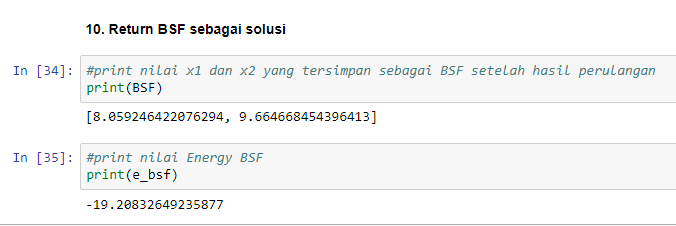 10. Return BSF sebagai solusi
In [34]: #print nilai x1 dan x2 yang tersimpan sebagai BSF setelah hasil perulangan
print(BSF)
[8.059246422076294, 9.664668454396413]
In [35]: #print nilai Energy BSF
print(e_bsf)
-19.20832649235877